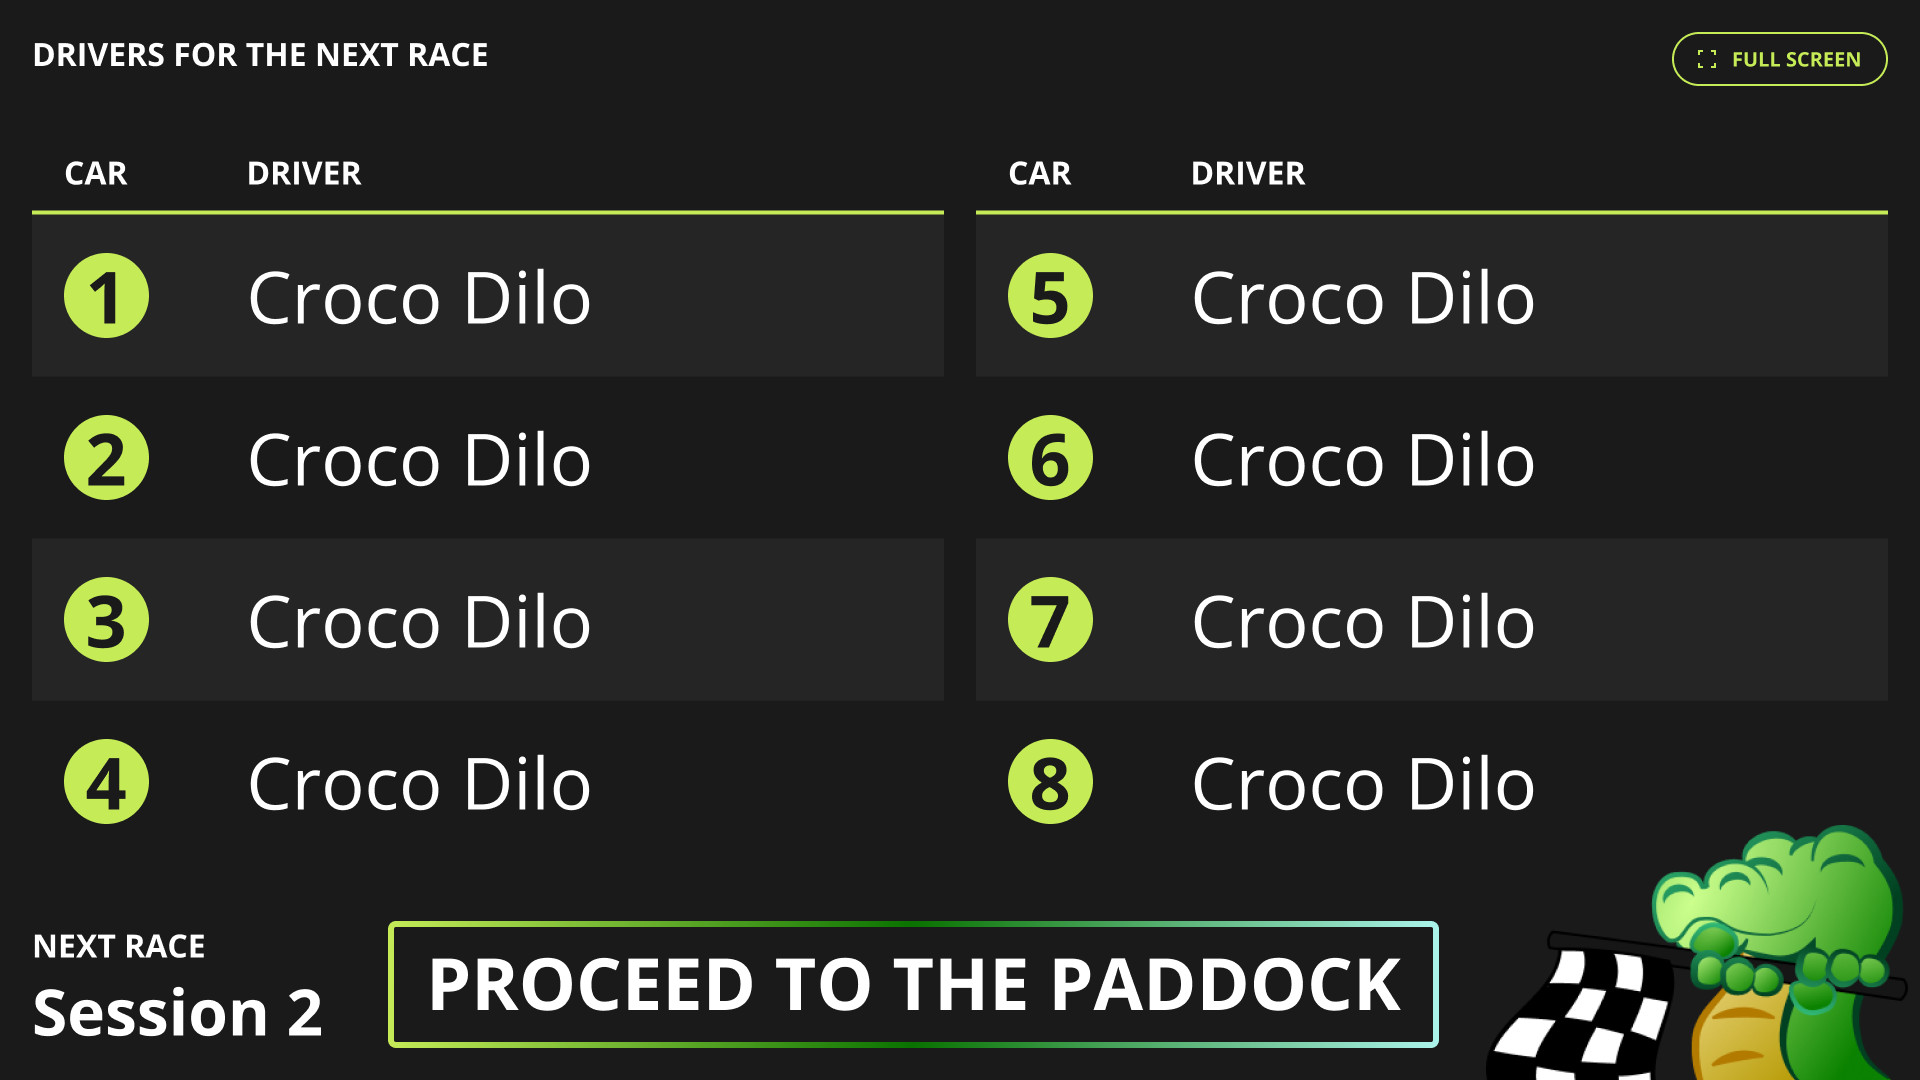 DRIVERS FOR THE NEXT RACE
FULL SCREEN
CAR DRIVER
1 Croco Dilo
2 Croco Dilo
3 Croco Dilo
4 Croco Dilo
CAR DRIVER
5 Croco Dilo
6 Croco Dilo
7 Croco Dilo
8 Croco Dilo
NEXT RACE
Session 2
PROCEED TO THE PADDOCK